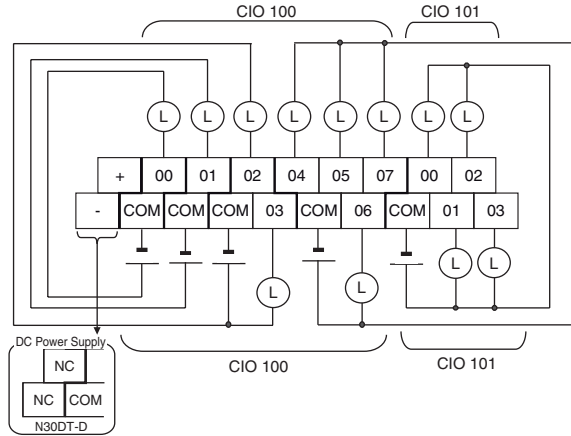 CIO 100 CIO 101
L L L L L L L L
+ 00 01 02 04 05 07 00 02
- COM COM COM 03 COM 06 COM 01 03
L L L L
DC Power Supply
NC
NC COM
N30DT-D
CIO 100 CIO 101